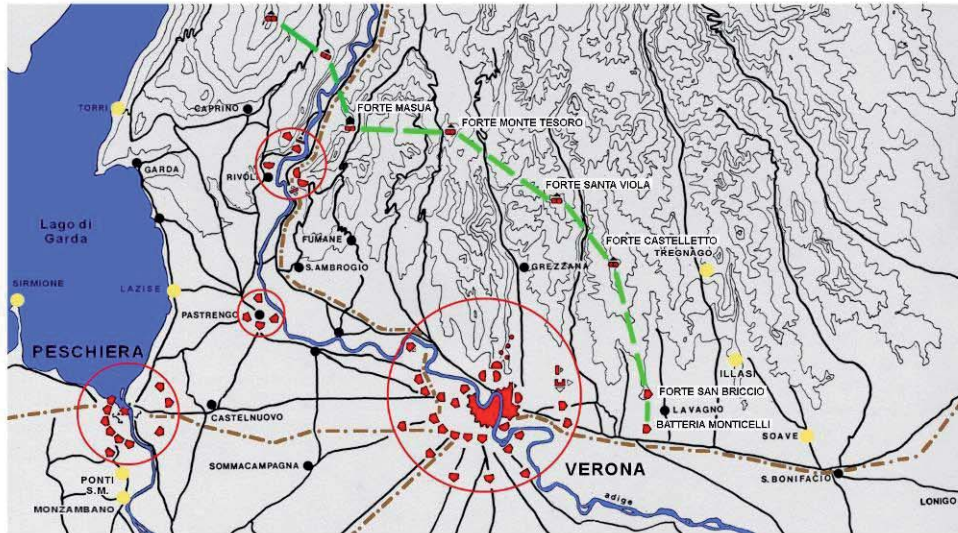 TORRI
CAPRINO
FORTE MASUA
FORTE MONTE TESORO
GARDA
RIVOLI
FORTE SANTA VIOLA
Lago di
Garda
FUMANE
FORTE CASTELLETTO
TREGNAGO
S.AMBROGIO
GREZZANA
SIRMIONE
LAZISE
PASTRENGO
PESCHIERA
ILLASI
FORTE SAN BRICCIO
CASTELNUOVO
LAVAGNO
BATTERIA MONTICELLI
SOAVE
SOMMACAMPAGNA
VERONA
PONTI
S.M.
S.BONIFACIO
MONZAMBANO
adige
LONIGO